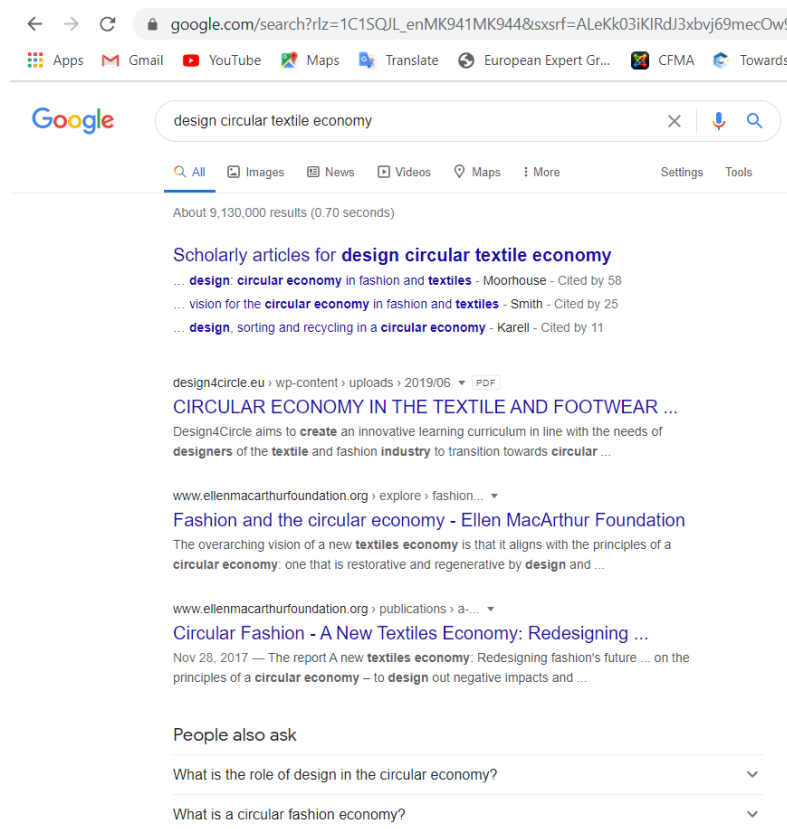 google.com/search?rlz=1C1SQJL_enMK941MK944&sxsrf=ALeKk03iKIRdJ3xbvj69mecOw9
Apps Gmail YouTube Maps Translate European Expert Gr... CFMA Towards
Google design circular textile economy
All Images News Videos Maps More Settings Tools
About 9,130,000 results (0.70 seconds)
Scholarly articles for design circular textile economy
... design: circular economy in fashion and textiles - Moorhouse - Cited by 58
... vision for the circular economy in fashion and textiles - Smith - Cited by 25
... design, sorting and recycling in a circular economy - Karell - Cited by 11
design4circle.eu › wp-content › uploads › 2019/06 PDF
CIRCULAR ECONOMY IN THE TEXTILE AND FOOTWEAR ...
Design4Circle aims to create an innovative learning curriculum in line with the needs of
designers of the textile and fashion industry to transition towards circular ...
www.ellenmacarthurfoundation.org › explore › fashion...
Fashion and the circular economy - Ellen MacArthur Foundation
The overarching vision of a new textiles economy is that it aligns with the principles of a
circular economy: one that is restorative and regenerative by design and ...
www.ellenmacarthurfoundation.org › publications › a-...
Circular Fashion - A New Textiles Economy: Redesigning ...
Nov 28, 2017 — The report A new textiles economy: Redesigning fashion's future ... on the
principles of a circular economy – to design out negative impacts and ...
People also ask
What is the role of design in the circular economy?
What is a circular fashion economy?